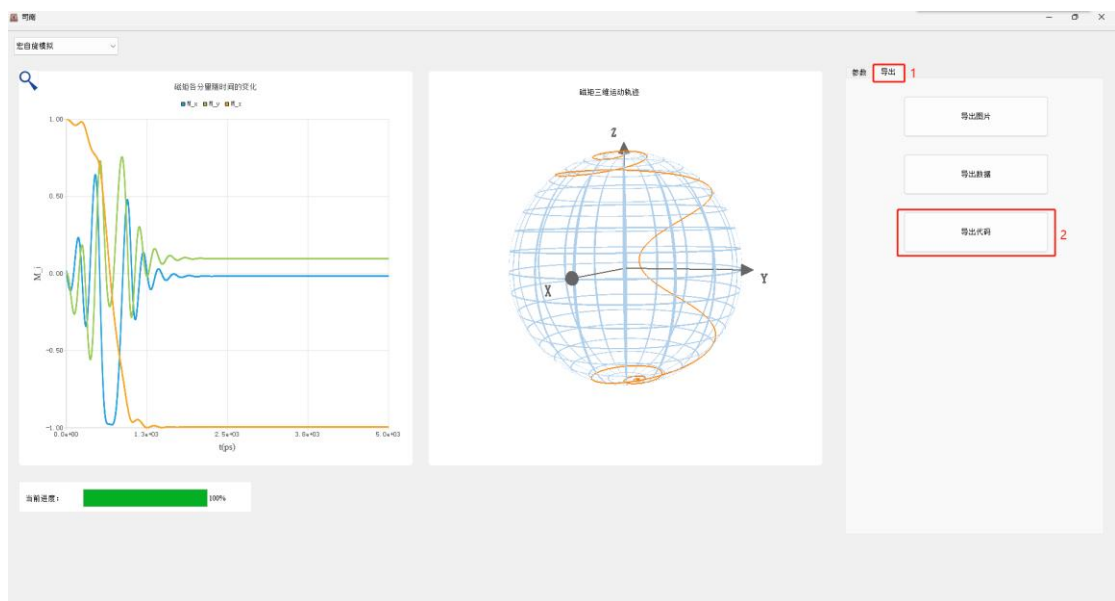 司南
宏自旋模拟
参数 导出 1
磁矩各分量随时间的变化
M_x M_y M_z
1.00
0.50
0.00
-0.50
-1.00
M_i
0.0e+00 1.3e+03 2.5e+03 3.8e+03 5.0e+03
t(ps)
磁矩三维运动轨迹
Z
X
Y
导出图片
导出数据
导出代码 2
当前进度: 100%